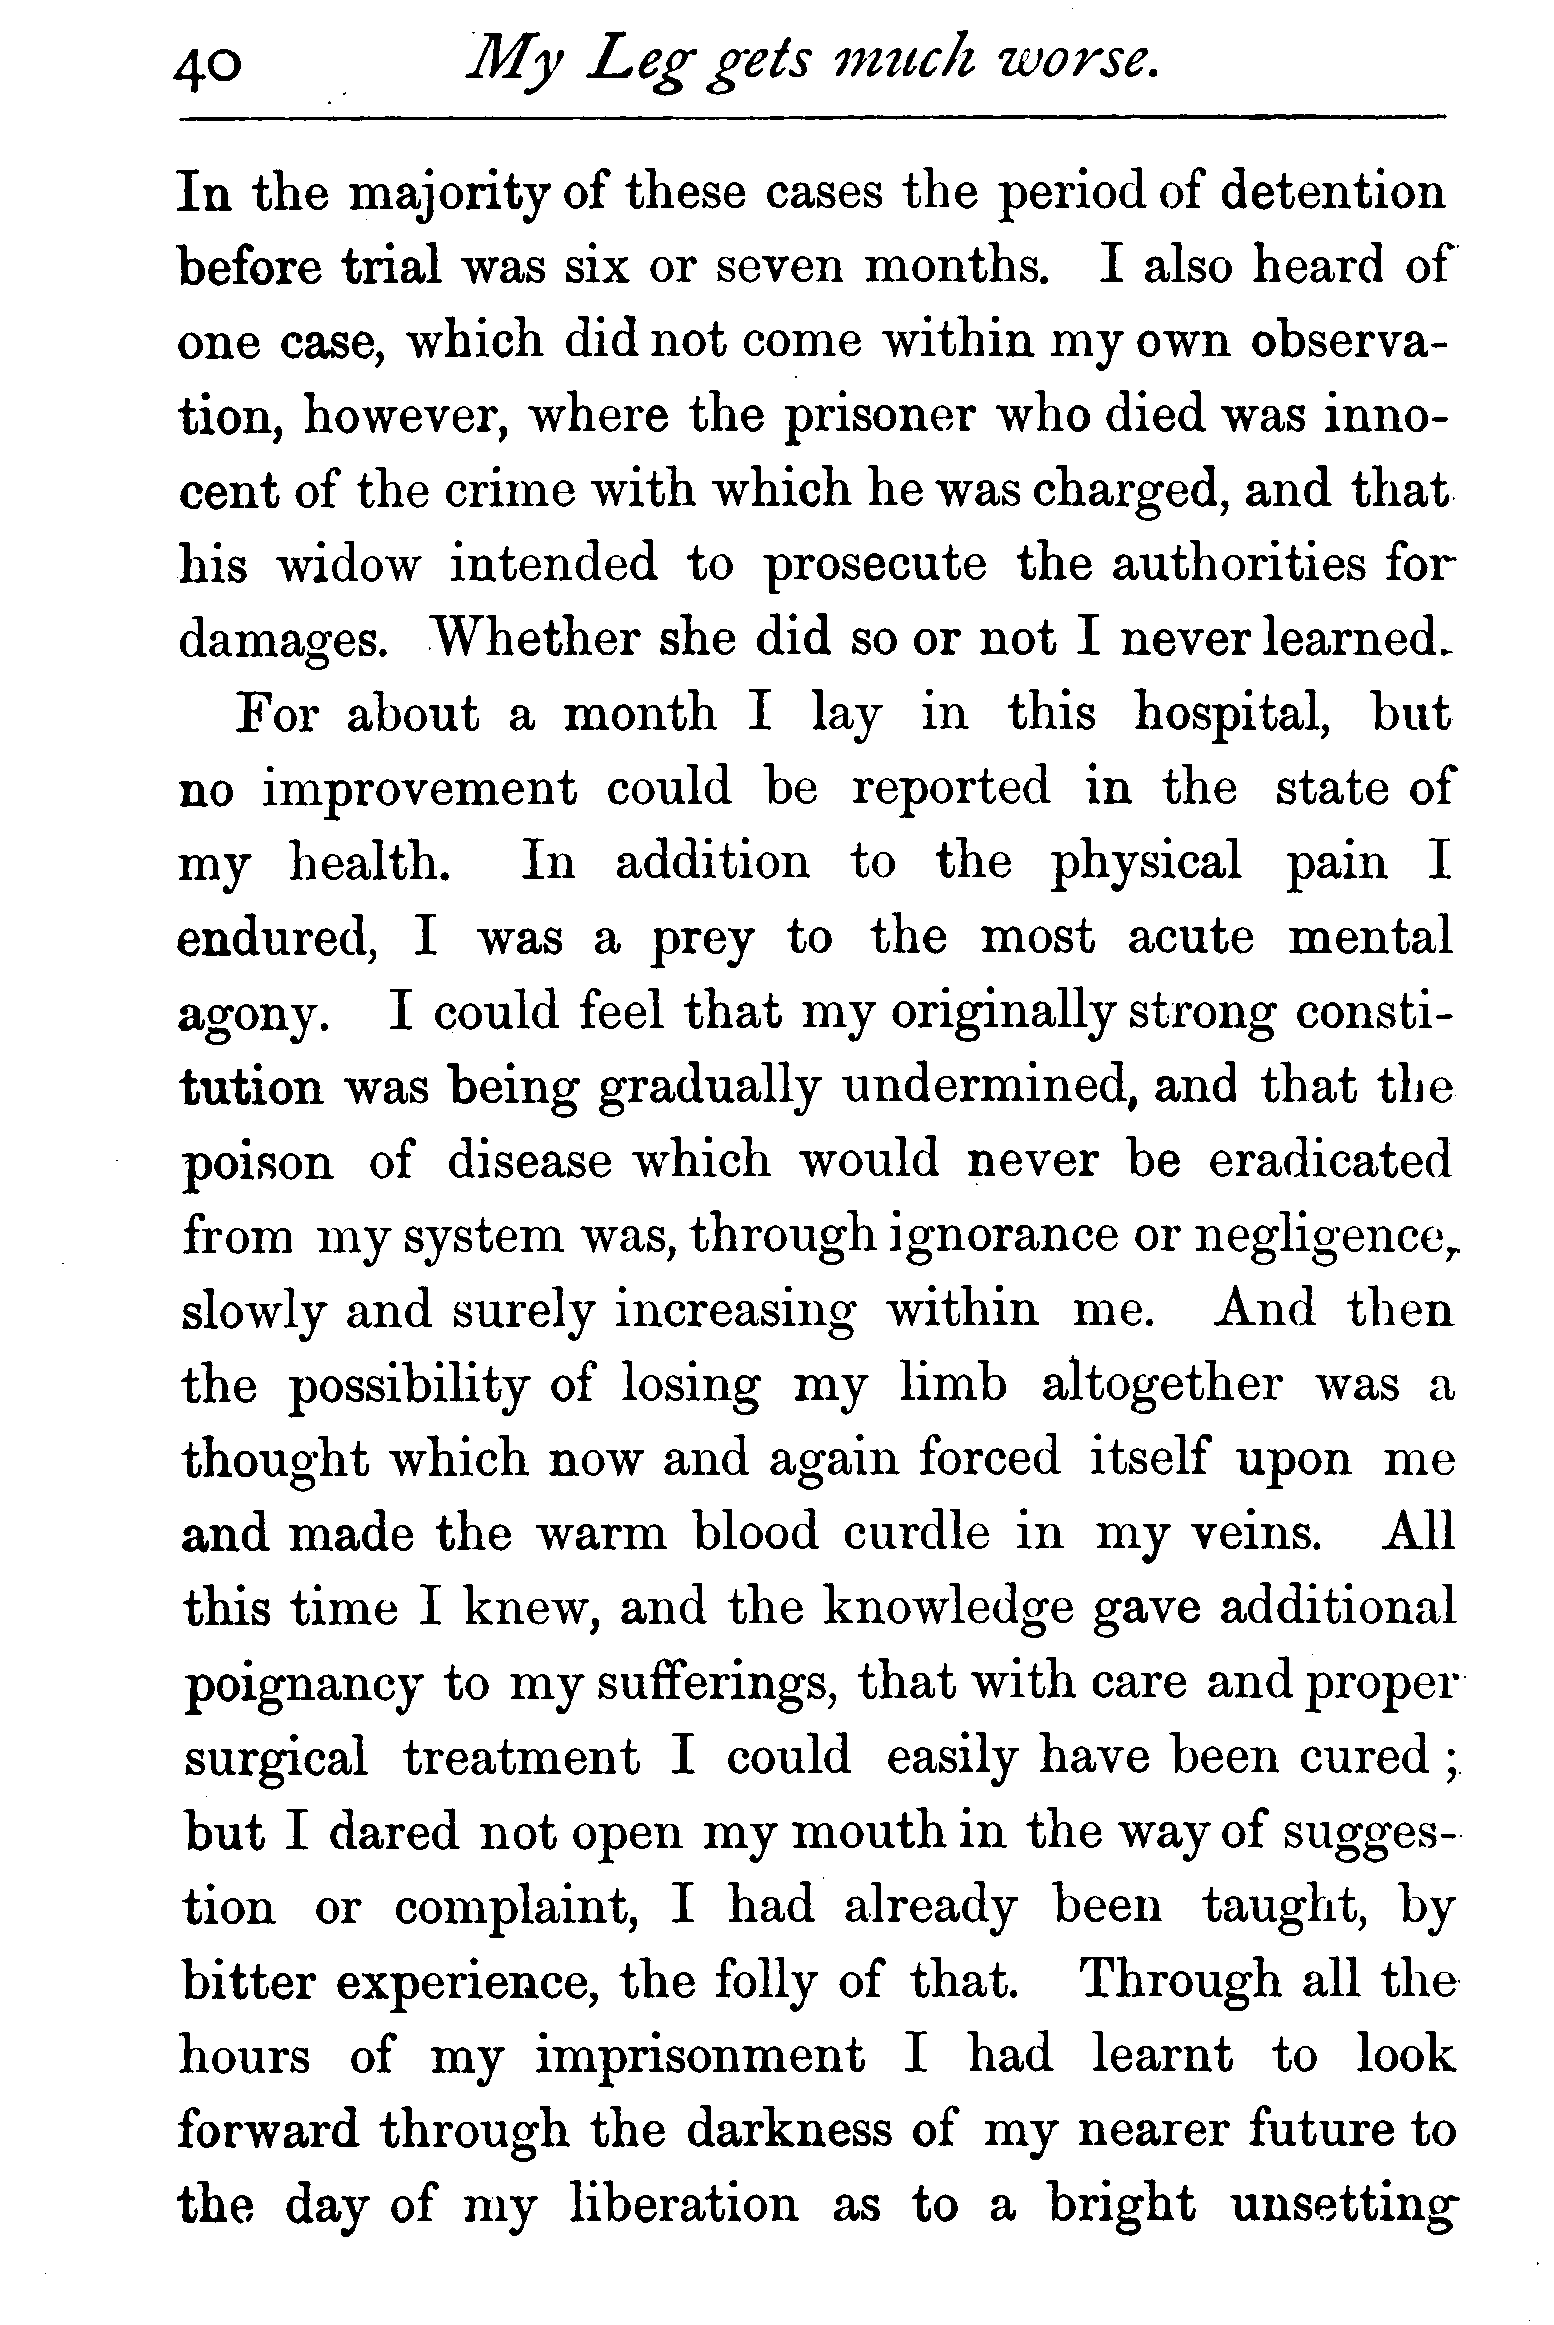 40 My Leg gets much worse.
In the majority of these cases the period of detention
before trial was six or seven months. I also heard of
one case, which did not come within my own observa-
tion, however, where the prisoner who died was inno-
cent of the crime with which he was charged, and that
his widow intended to prosecute the authorities for
damages. Whether she did so or not I never learned.
For about a month I lay in this hospital, but
no improvement could be reported in the state of
my health. In addition to the physical pain I
endured, I was a prey to the most acute mental
agony. I could feel that my originally strong consti-
tution was being gradually undermined, and that the
poison of disease which would never be eradicated
from my system was, through ignorance or negligence,
slowly and surely increasing within me. And then
the possibility of losing my limb altogether was a
thought which now and again forced itself upon me
and made the warm blood curdle in my veins. All
this time I knew, and the knowledge gave additional
poignancy to my sufferings, that with care and proper
surgical treatment I could easily have been cured ;
but I dared not open my mouth in the way of sugges-
tion or complaint, I had already been taught, by
bitter experience, the folly of that. Through all the
hours of my imprisonment I had learnt to look
forward through the darkness of my nearer future to
the day of my liberation as to a bright unsetting